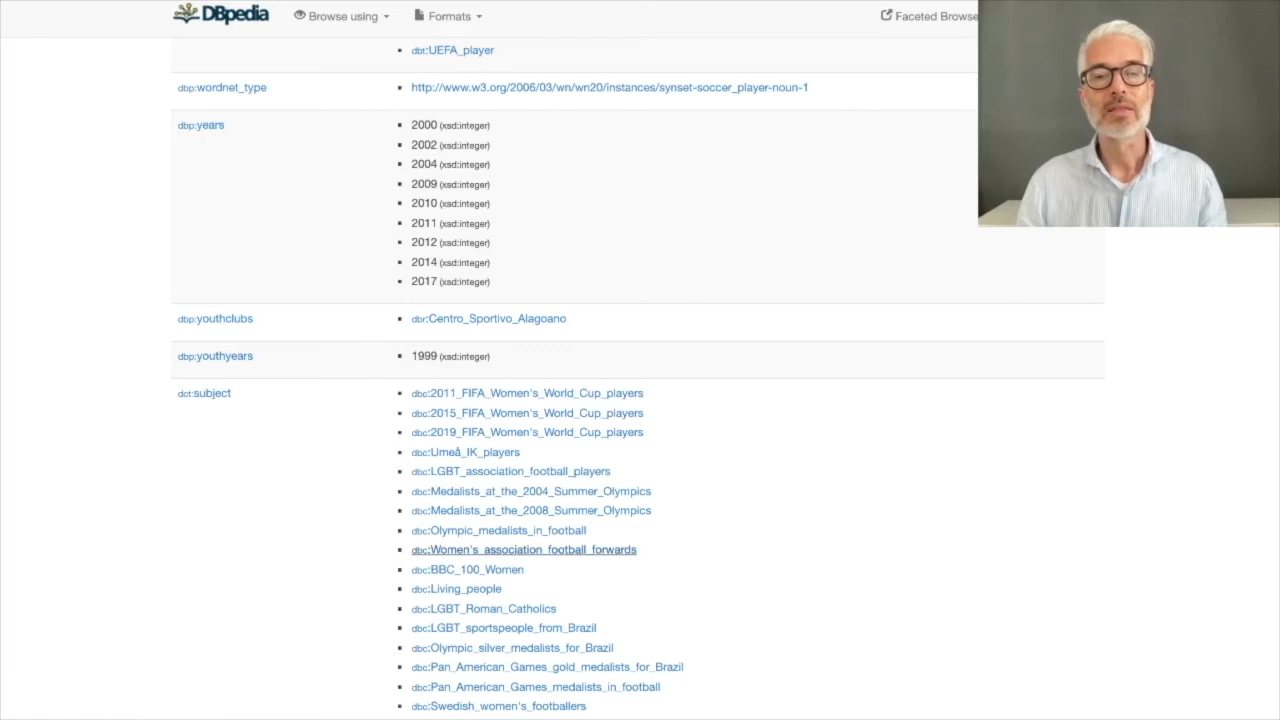 DBpedia Browse using Formats Faceted Browse
dbt:UEFA_player
dbp:wordnet_type http://www.w3.org/2006/03/wn/wn20/instances/synset-soccer_player-noun-1
dbp:years 2000 (xsd:integer)
2002 (xsd:integer)
2004 (xsd:integer)
2009 (xsd:integer)
2010 (xsd:integer)
2011 (xsd:integer)
2012 (xsd:integer)
2014 (xsd:integer)
2017 (xsd:integer)
dbp:youthclubs dbr:Centro_Sportivo_Alagoano
dbp:youthyears 1999 (xsd:integer)
dct:subject dbc:2011_FIFA_Women's_World_Cup_players
dbc:2015_FIFA_Women's_World_Cup_players
dbc:2019_FIFA_Women's_World_Cup_players
dbc:Umeå_IK_players
dbc:LGBT_association_football_players
dbc:Medalists_at_the_2004_Summer_Olympics
dbc:Medalists_at_the_2008_Summer_Olympics
dbc:Olympic_medalists_in_football
dbc:Women's_association_football_forwards
dbc:BBC_100_Women
dbc:Living_people
dbc:LGBT_Roman_Catholics
dbc:LGBT_sportspeople_from_Brazil
dbc:Olympic_silver_medalists_for_Brazil
dbc:Pan_American_Games_gold_medalists_for_Brazil
dbc:Pan_American_Games_medalists_in_football
dbc:Swedish_women's_footballers